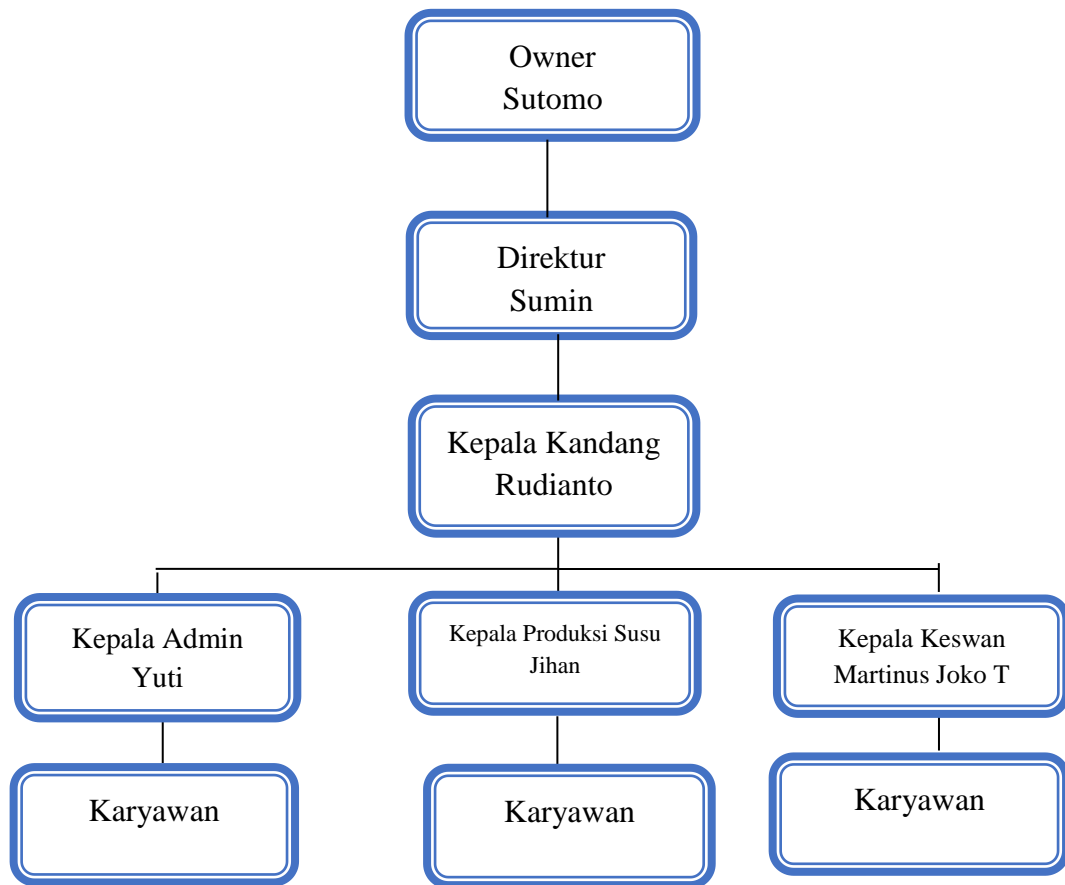 Owner
Sutomo
Direktur
Sumin
Kepala Kandang
Rudianto
Kepala Admin
Yuti
Kepala Produksi Susu
Jihan
Kepala Keswan
Martinus Joko T
Karyawan
Karyawan
Karyawan